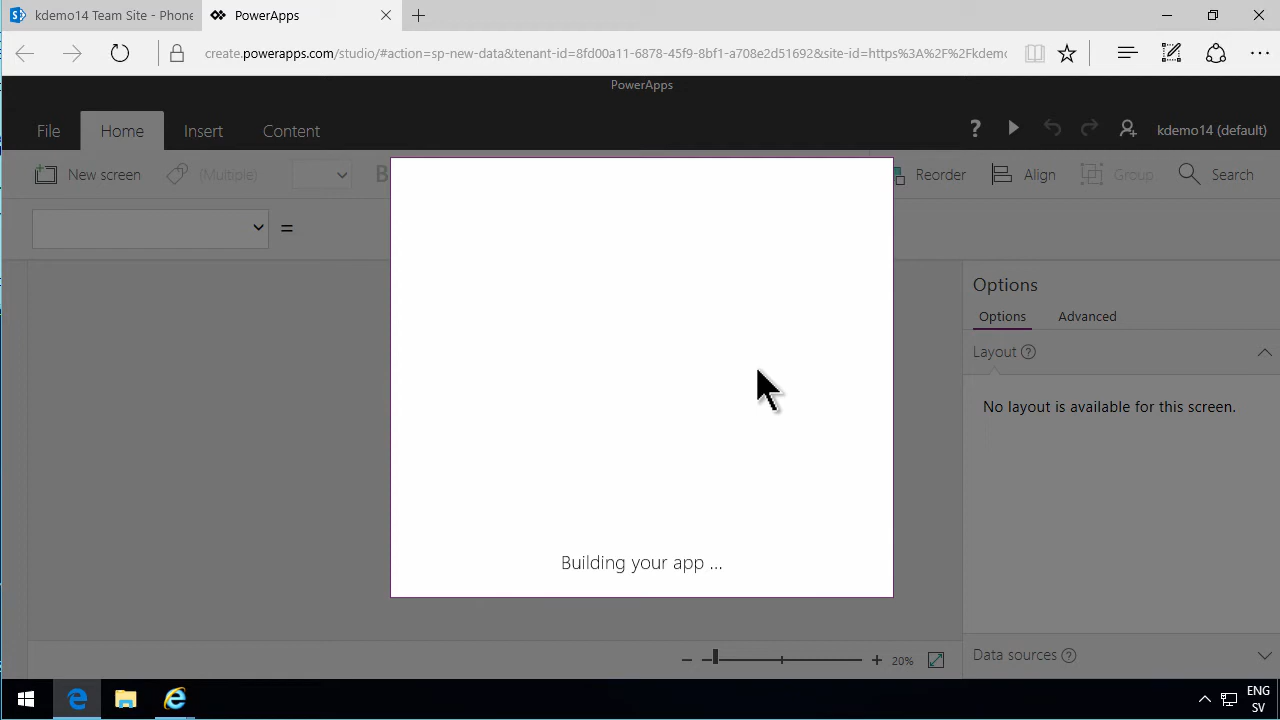 kdemo14 Team Site - Phone
PowerApps
create.powerapps.com/studio/#action=sp-new-data&tenant-id=8fd00a11-6878-45f9-8bf1-a708e2d51692&site-id=https%3A%2F%2Fkdemo
PowerApps
File
Home
Insert
Content
?
kdemo14 (default)
New screen
(Multiple)
B
Reorder
Align
Group
Search
=
Options
Options
Advanced
Layout ?
No layout is available for this screen.
Building your app ...
20%
Data sources ?
ENG
SV